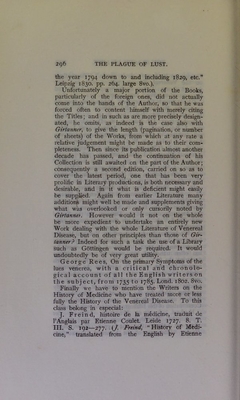 296 THE PLAGUE OF LUST.
the year 1794 down to and including 1829, etc."
Leipzig 1830. pp. 264. large 8vo.).
Unfortunately a major portion of the Books,
particularly of the foreign ones, did not actually
come into the hands of the Author, so that he was
forced often to content himself with merely citing
the Titles; and in such as are more precisely design-
ated, he omits, as indeed is the case also with
Girtanner, to give the length (pagination, or number
of sheets) of the Works, from which at any rate a
relative judgement might be made as to their com-
pleteness. Then since its publication almost another
decade has passed, and the continuation of his
Collection is still awaited on the part of the Author;
consequently a second edition, carried on so as to
cover the latest period, one that has been very
prolific in Literary productions, is both necessary and
desirable, and in it what is deficient might easily
be supplied. Again from earlier Literature many
additions might well be made and supplements giving
what was overlooked or only cursorily noted by
Girtanner. However would it not on the whole
be more expedient to undertake an entirely new
Work dealing with the whole Literature of Venereal
Disease, but on other principles than those of Gir-
tanner? Indeed for such a task the use of a Library
such as Göttingen would be required. It would
undoubtedly be of very great utility.
George Rees, On the primary Symptoms of the
lues venerea, with a critical and chronolo-
gical account of all the English writers on
the subject, from 1735 to 1785. Lond. 1802. 8vo.
Finally we have to mention the Writers on the
History of Medicine who have treated more or less
fully the History of the Venereal Disease. To this
class belong in especial:
J. Freind, histoire de la médicine, traduit de
l'Anglais par Etienne Coulet. Leide 1727. 8. T.
III. S. 192—277. (J. Freind, "History of Medi-
cine," translated from the English by Etienne